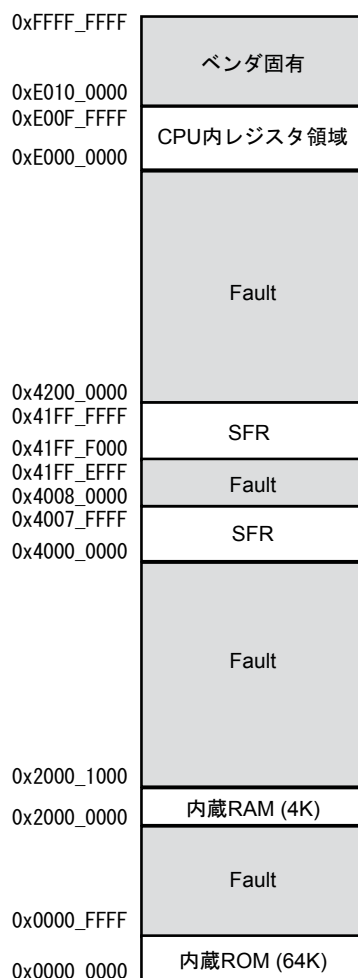 0xFFFF_FFFF
ベンダ固有
0xE010_0000
0xE00F_FFFF
CPU内レジスタ領域
0xE000_0000
Fault
0x4200_0000
0x41FF_FFFF
SFR
0x41FF_F000
0x41FF_EFFF
Fault
0x4008_0000
0x4007_FFFF
SFR
0x4000_0000
Fault
0x2000_1000
内蔵RAM (4K)
0x2000_0000
Fault
0x0000_FFFF
内蔵ROM (64K)
0x0000_0000